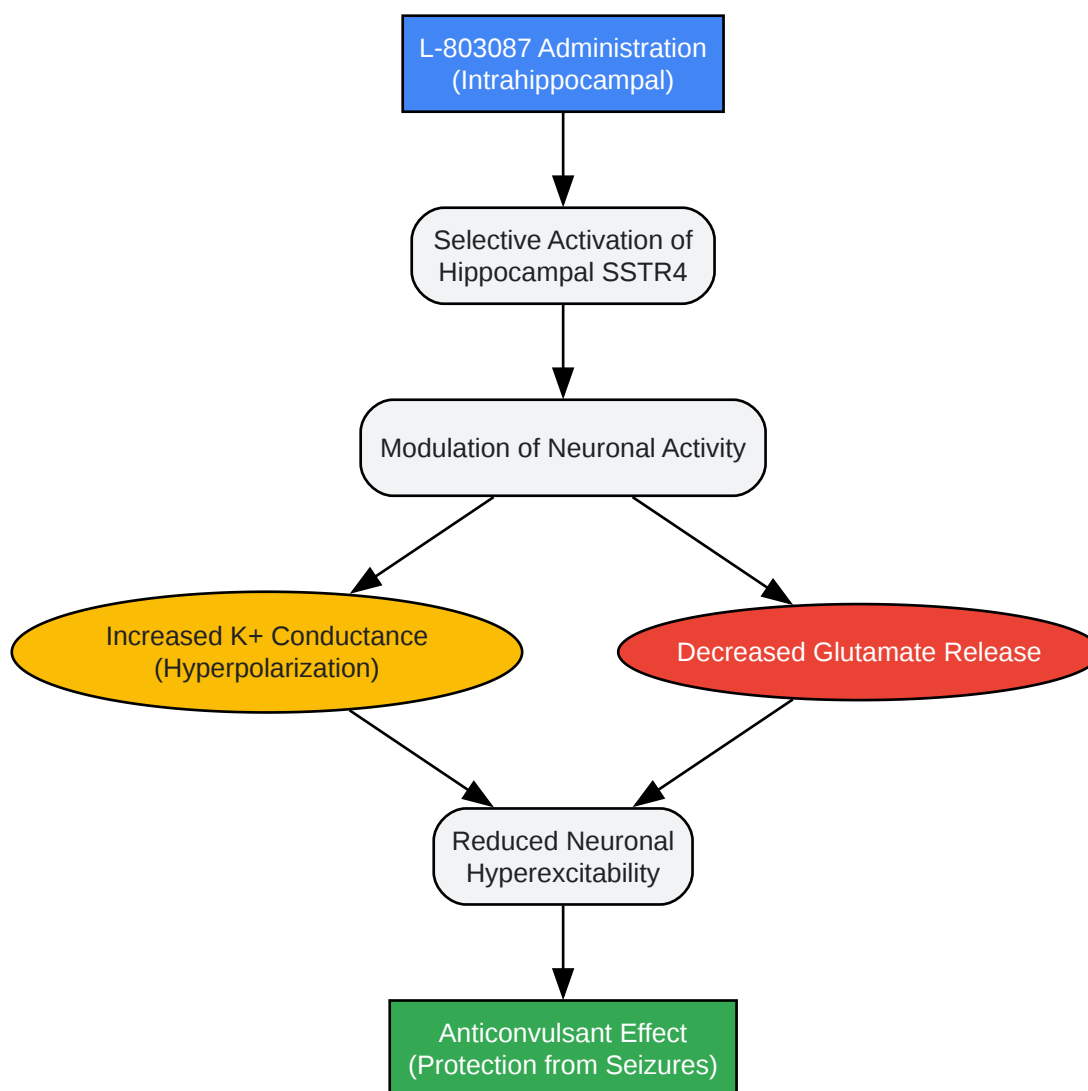 L-803087 Administration
(Intrahippocampal)
Selective Activation of
Hippocampal SSTR4
Modulation of Neuronal Activity
Increased K+ Conductance
(Hyperpolarization)
Decreased Glutamate Release
Reduced Neuronal
Hyperexcitability
Anticonvulsant Effect
(Protection from Seizures)